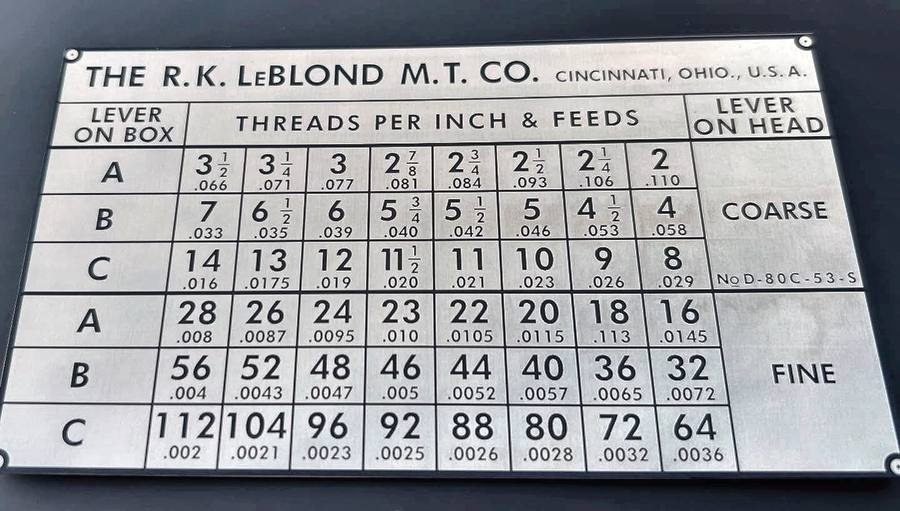 THE R.K. LeBLOND M.T. CO. CINCINNATI, OHIO., U.S.A.
LEVER ON BOX THREADS PER INCH & FEEDS LEVER ON HEAD
A 3 1/2 3 1/4 3 2 7/8 2 3/4 2 1/2 2 1/4 2
.066 .071 .077 .081 .084 .093 .106 .110
B 7 6 1/2 6 5 3/4 5 1/2 5 4 1/2 4 COARSE
.033 .035 .039 .040 .042 .046 .053 .058
C 14 13 12 11 1/2 11 10 9 8
.016 .0175 .019 .020 .021 .023 .026 .029 No D-80C-53-S
A 28 26 24 23 22 20 18 16
.008 .0087 .0095 .010 .0105 .0115 .113 .0145
B 56 52 48 46 44 40 36 32 FINE
.004 .0043 .0047 .005 .0052 .0057 .0065 .0072
C 112 104 96 92 88 80 72 64
.002 .0021 .0023 .0025 .0026 .0028 .0032 .0036